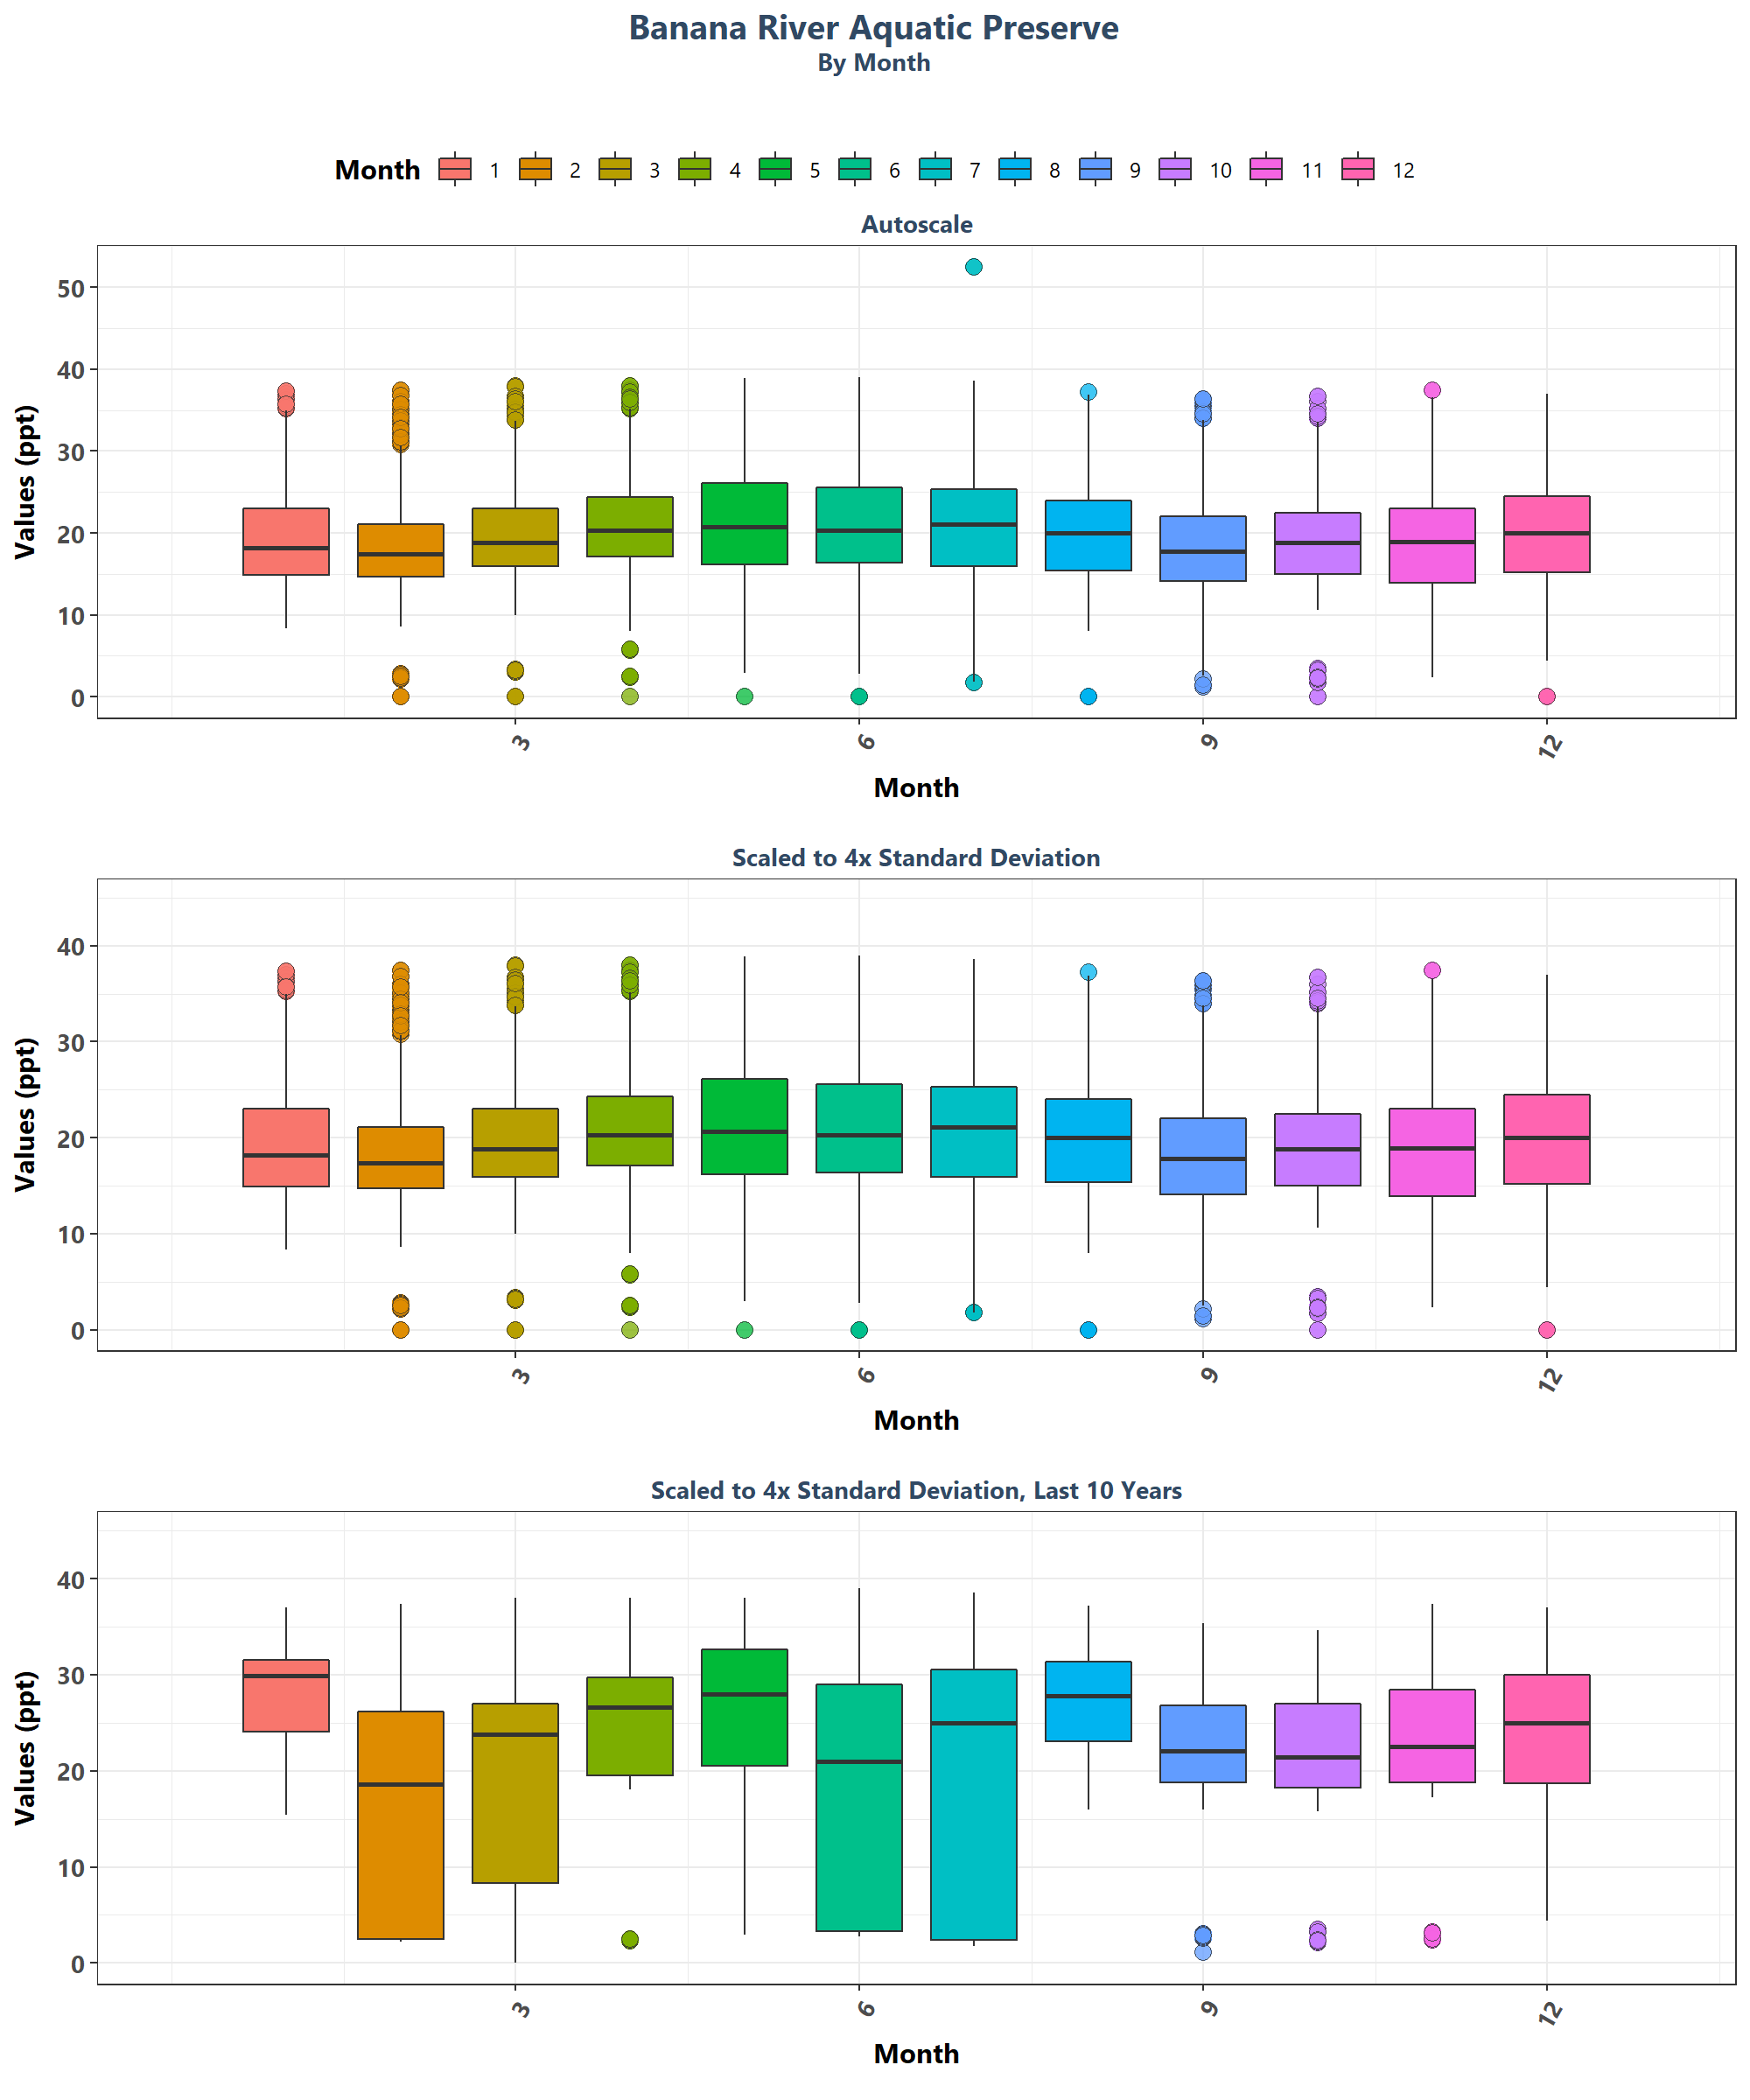 Banana River Aquatic Preserve
By Month
Month 1 2 3 4 5 6 7 8 9 10 11 12
Autoscale
Values (ppt)
50
40
30
20
10
0
3 6 9 12
Month
Scaled to 4x Standard Deviation
Values (ppt)
40
30
20
10
0
3 6 9 12
Month
Scaled to 4x Standard Deviation, Last 10 Years
Values (ppt)
40
30
20
10
0
3 6 9 12
Month